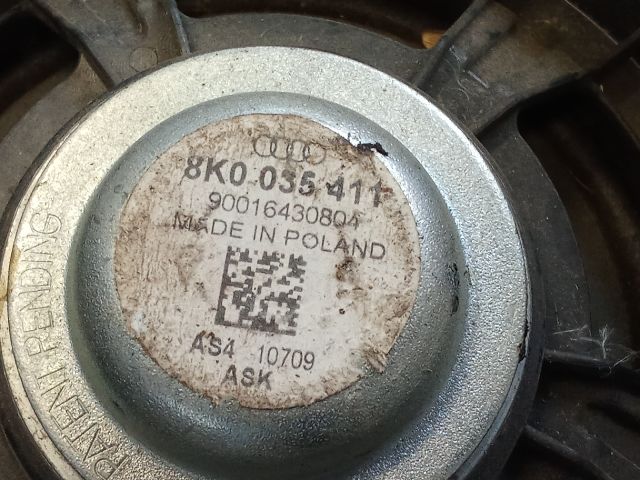 8K0 035 411
90016430804
MADE IN POLAND
AS4 10709
ASK
PATENT PENDING